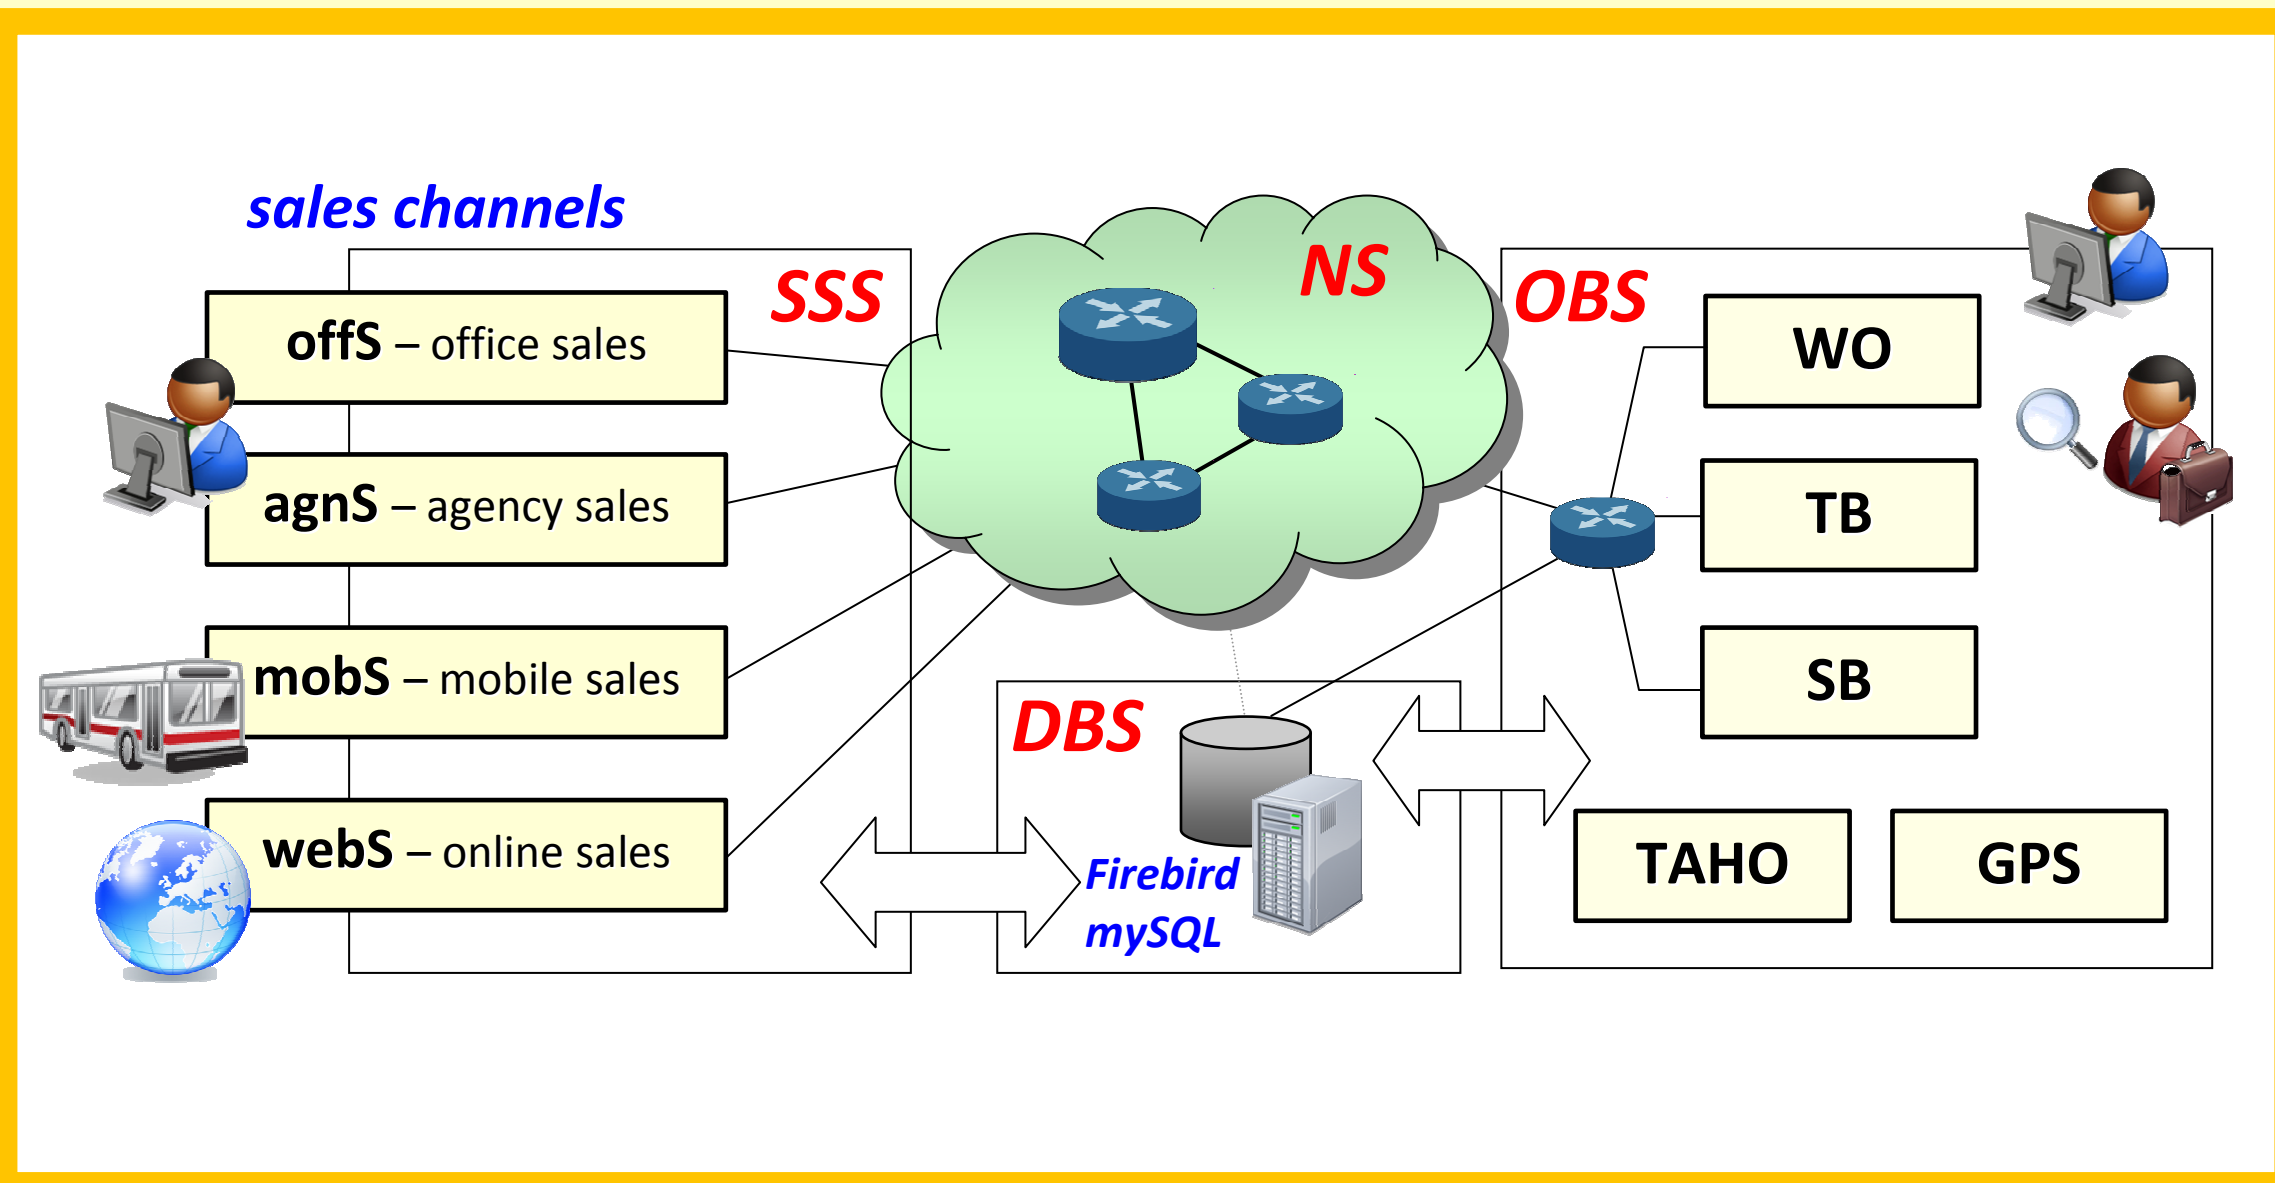 sales channels
SSS
offS – office sales
agnS – agency sales
mobS – mobile sales
webS – online sales
NS
DBS
Firebird
mySQL
OBS
WO
TB
SB
TAHO
GPS